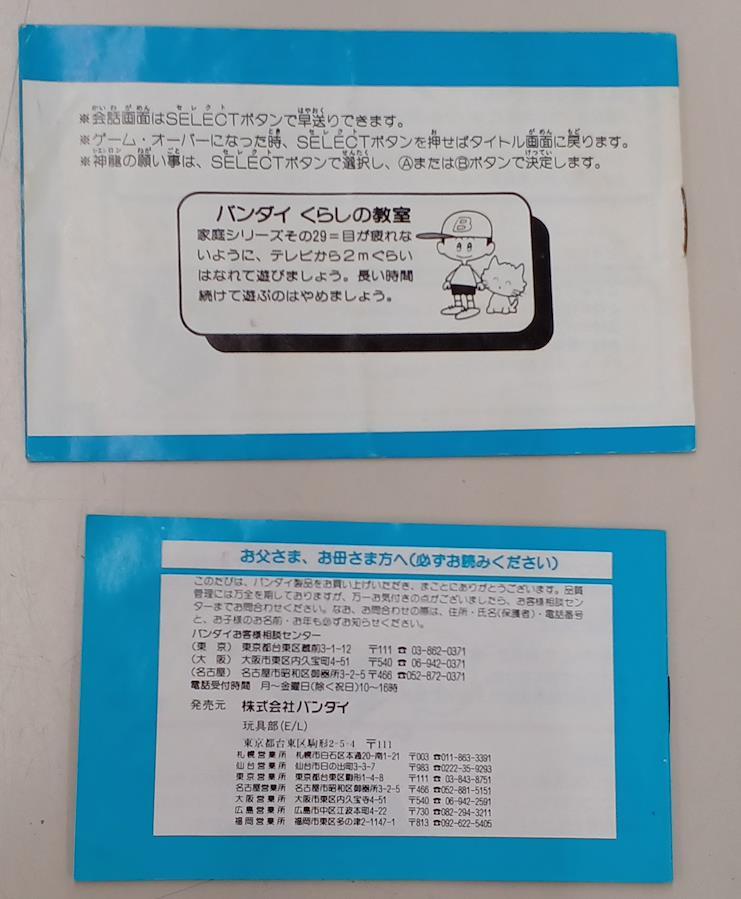 ※会話画面はSELECTボタンで早送りできます。
※ゲーム・オーバーになった時、SELECTボタンを押せばタイトル画面に戻ります。
※神龍の願い事は、SELECTボタンで選択し、ⒶまたはⒷボタンで決定します。
バンダイ くらしの教室
家庭シリーズその29=目が疲れな
いように、テレビから2mぐらい
はなれて遊びましょう。長い時間
続けて遊ぶのはやめましょう。
B
お父さま、お母さま方へ(必ずお読みください)
このたびは、バンダイ製品をお買い上げいただき、まことにありがとうございます。品質
管理には万全を期しておりますが、万一お気付きの点がございましたら、お客様相談セン
ターまでお問合わせください。なお、お問合わせの際は、住所・氏名(保護者)・電話番号
と、お子様のお名前・お年も必ずお知らせください。
バンダイお客様相談センター
(東 京) 東京都台東区蔵前3-1-12 〒111 ☎03-862-0371
(大 阪) 大阪市東区内久宝町4-51 〒540 ☎06-942-0371
(名古屋) 名古屋市昭和区御器所3-2-5 〒466 ☎052-872-0371
電話受付時間 月〜金曜日(除く祝日)10〜16時
発売元 株式会社バンダイ
玩具部(E/L)
東京都台東区駒形2-5-4 〒111
札幌営業所 札幌市白石区本通20-南1-21 〒003 ☎011-863-3391
仙台営業所 仙台市日の出町3-3-7 〒983 ☎0222-35-9293
東京営業所 東京都台東区駒形1-4-8 〒111 ☎03-843-8751
名古屋営業所 名古屋市昭和区御器所3-2-5 〒466 ☎052-881-5151
大阪営業所 大阪市東区内久宝寺4-51 〒540 ☎06-942-2591
広島営業所 広島市中区江波本町4-22 〒730 ☎082-294-3211
福岡営業所 福岡市東区多の津2-1147-1 〒813 ☎092-622-5405